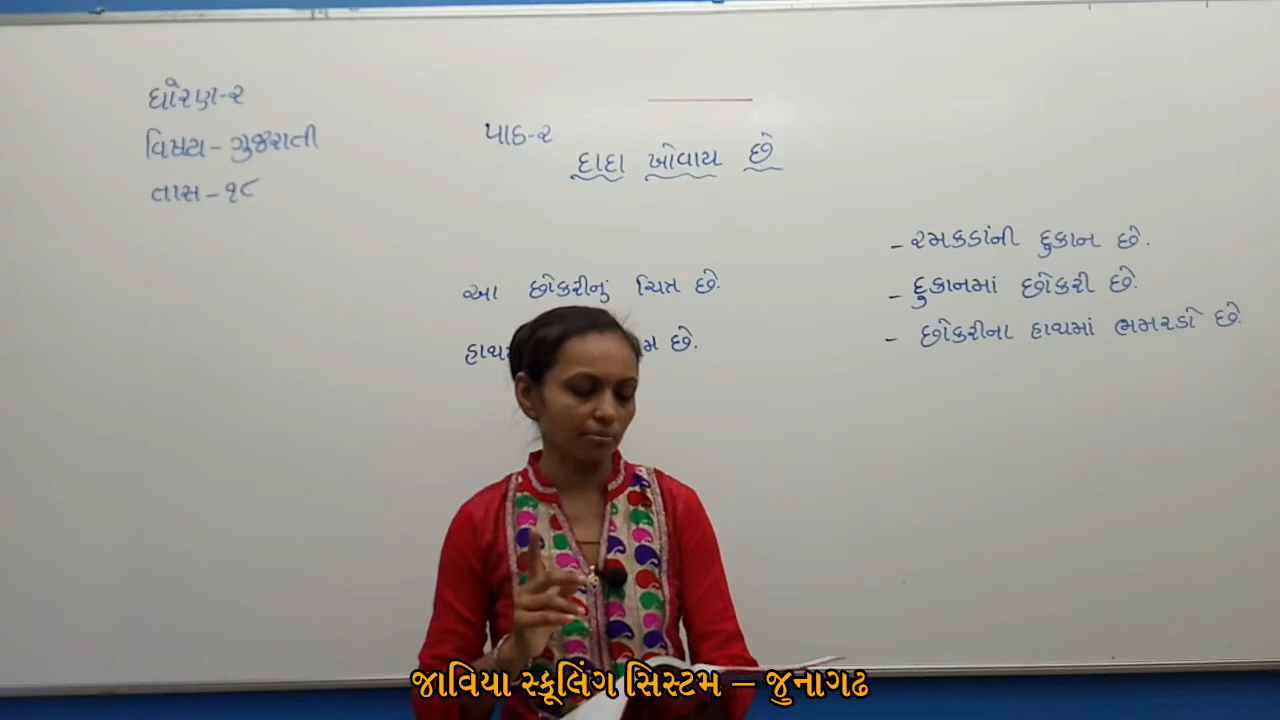 ધોરણ-૨
વિષય - ગુજરાતી
તાસ - ૧૮
પાઠ-૨
દાદા ખોવાય છે
આ છોકરીનું ચિત્ર છે.
છે.
- રમકડાંની દુકાન છે.
- દુકાનમાં છોકરી છે.
- છોકરીના હાથમાં ભમરડો છે.
જાવિયા સ્કૂલિંગ સિસ્ટમ – જુનાગઢ